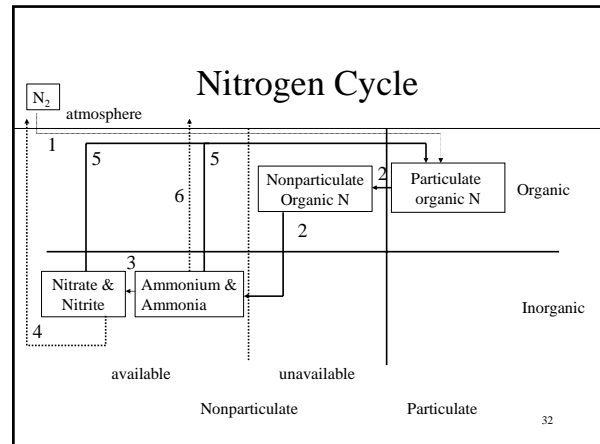 Nitrogen Cycle
N2
atmosphere
1
5
5
6
2
2
Nonparticulate
Organic N
Particulate
organic N
Organic
3
Nitrate &
Nitrite
Ammonium &
Ammonia
Inorganic
4
available
unavailable
Nonparticulate
Particulate
32